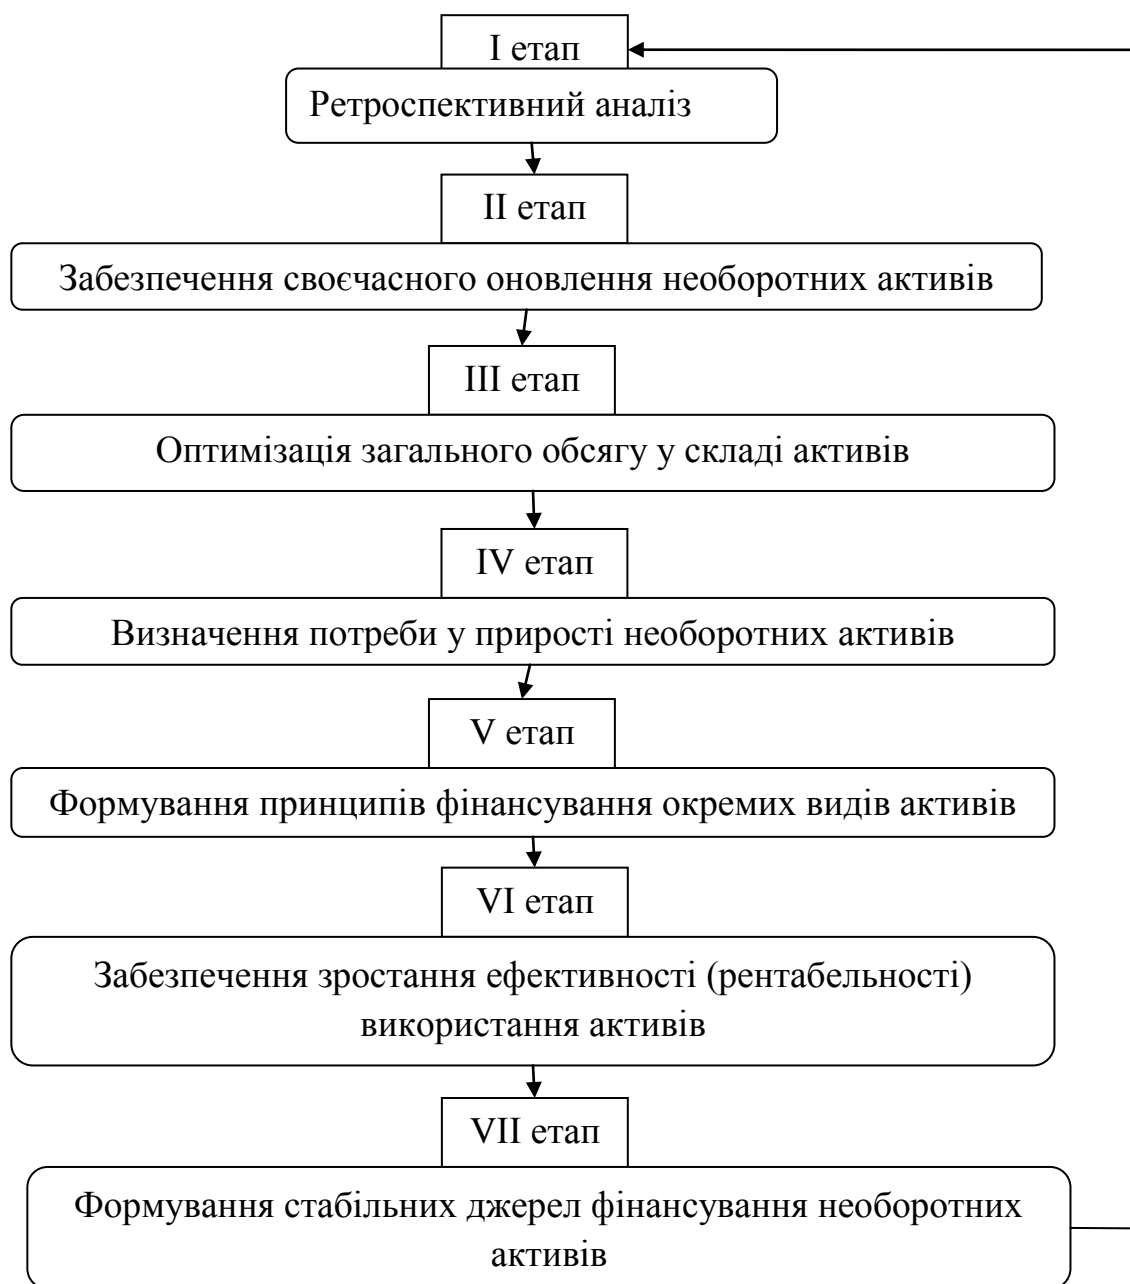 I етап
Ретроспективний аналіз
II етап
Забезпечення своєчасного оновлення необоротних активів
III етап
Оптимізація загального обсягу у складі активів
IV етап
Визначення потреби у прирості необоротних активів
V етап
Формування принципів фінансування окремих видів активів
VI етап
Забезпечення зростання ефективності (рентабельності)
використання активів
VII етап
Формування стабільних джерел фінансування необоротних
активів